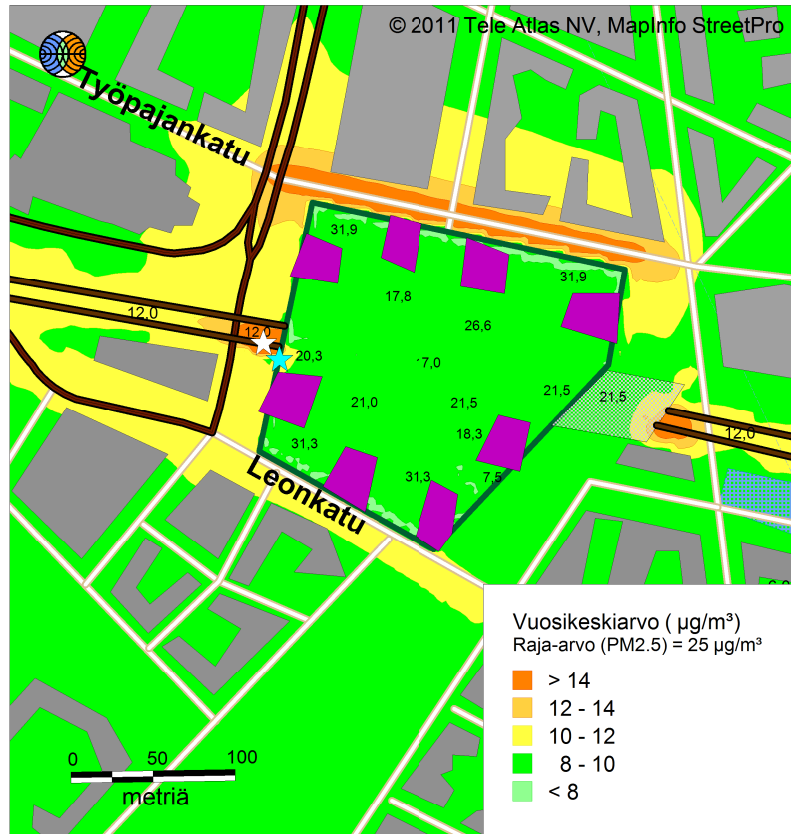 © 2011 Tele Atlas NV, MapInfo StreetPro
Työpajankatu
31,9
31,9
17,8
12,0
12,0
26,6
20,3
17,0
21,0
21,5
21,5
21,5
18,3
12,0
31,3
31,3
7,5
Leonkatu
Vuosikeskiarvo ( µg/m³)
Raja-arvo (PM2.5) = 25 µg/m³
> 14
12 - 14
10 - 12
8 - 10
< 8
0 50 100
metriä